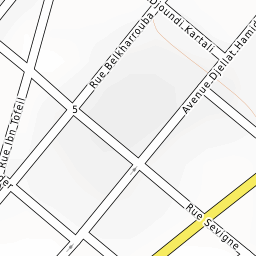 Djoundi Kartali
Rue Belkharrouba
Avenue Djellat Hamid
5
Rue Ibn Tofeil
Rue Sevigne